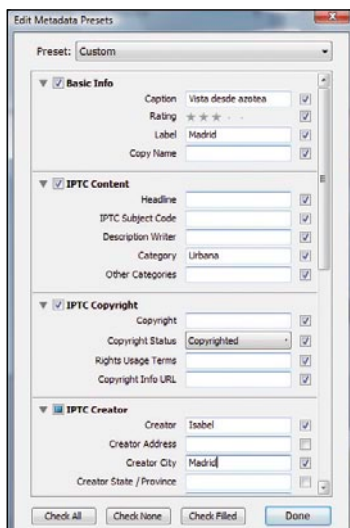 Edit Metadata Presets
Preset: Custom
Basic Info
Caption Vista desde azotea
Rating
Label Madrid
Copy Name
IPTC Content
Headline
IPTC Subject Code
Description Writer
Category Urbana
Other Categories
IPTC Copyright
Copyright
Copyright Status Copyrighted
Rights Usage Terms
Copyright Info URL
IPTC Creator
Creator Isabel
Creator Address
Creator City Madrid
Creator State / Province
Check All Check None Check Filled Done